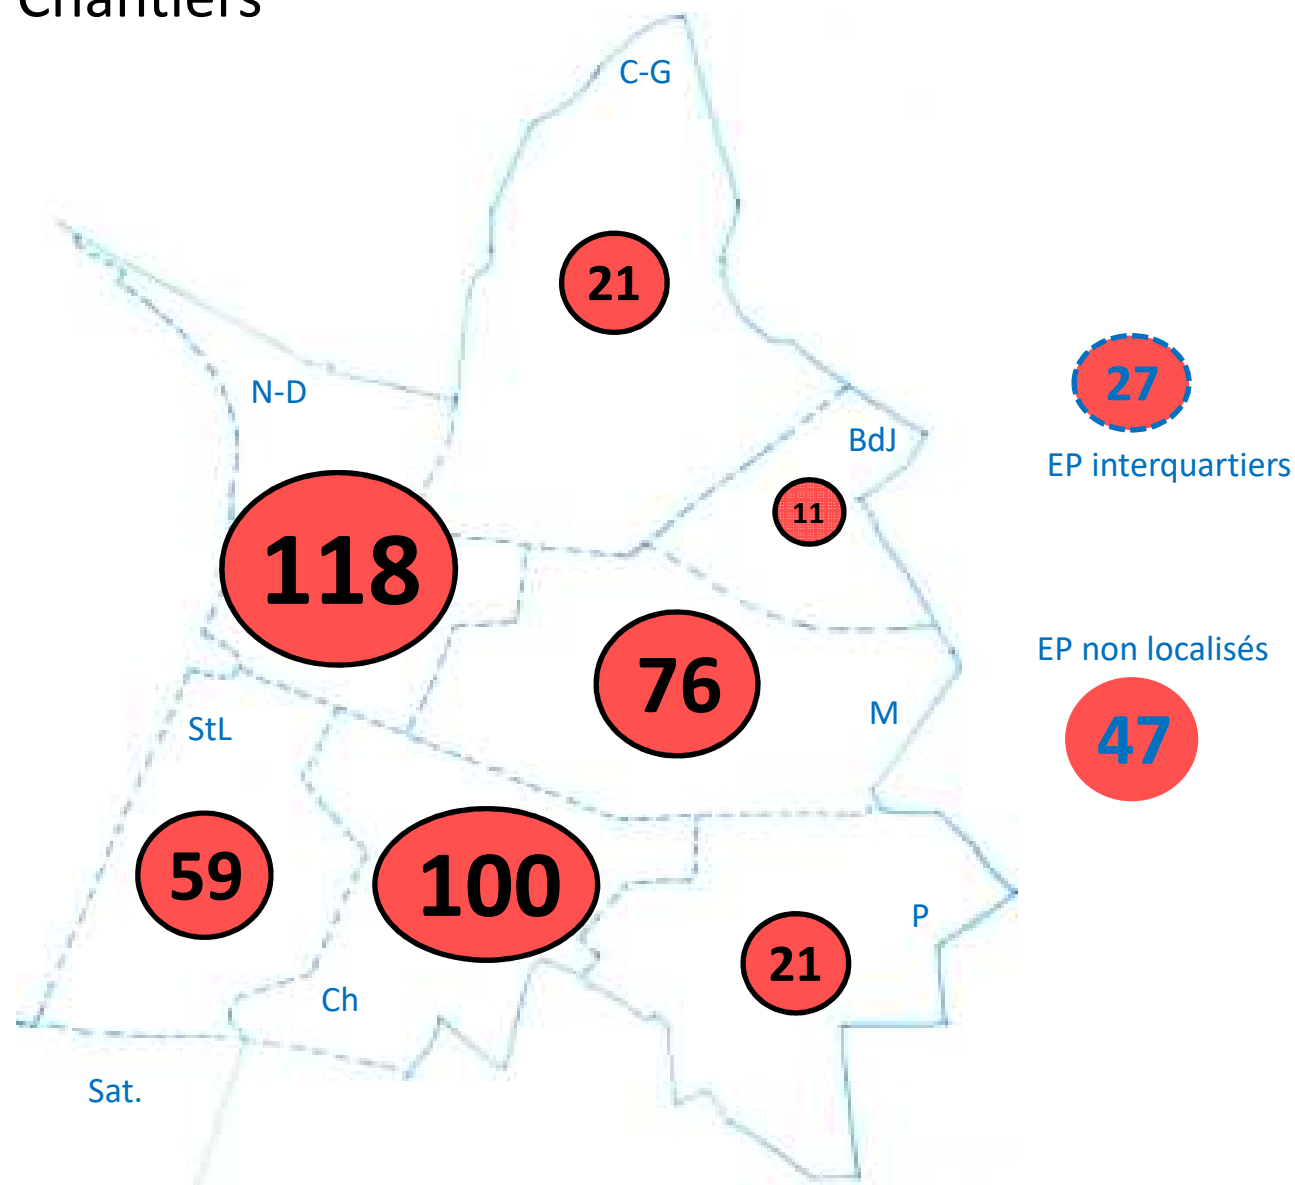 Chantiers
C-G
21
27
N-D
BdJ
EP interquartiers
11
118
EP non localisés
76
M
StL
47
59
100
P
21
Ch
Sat.